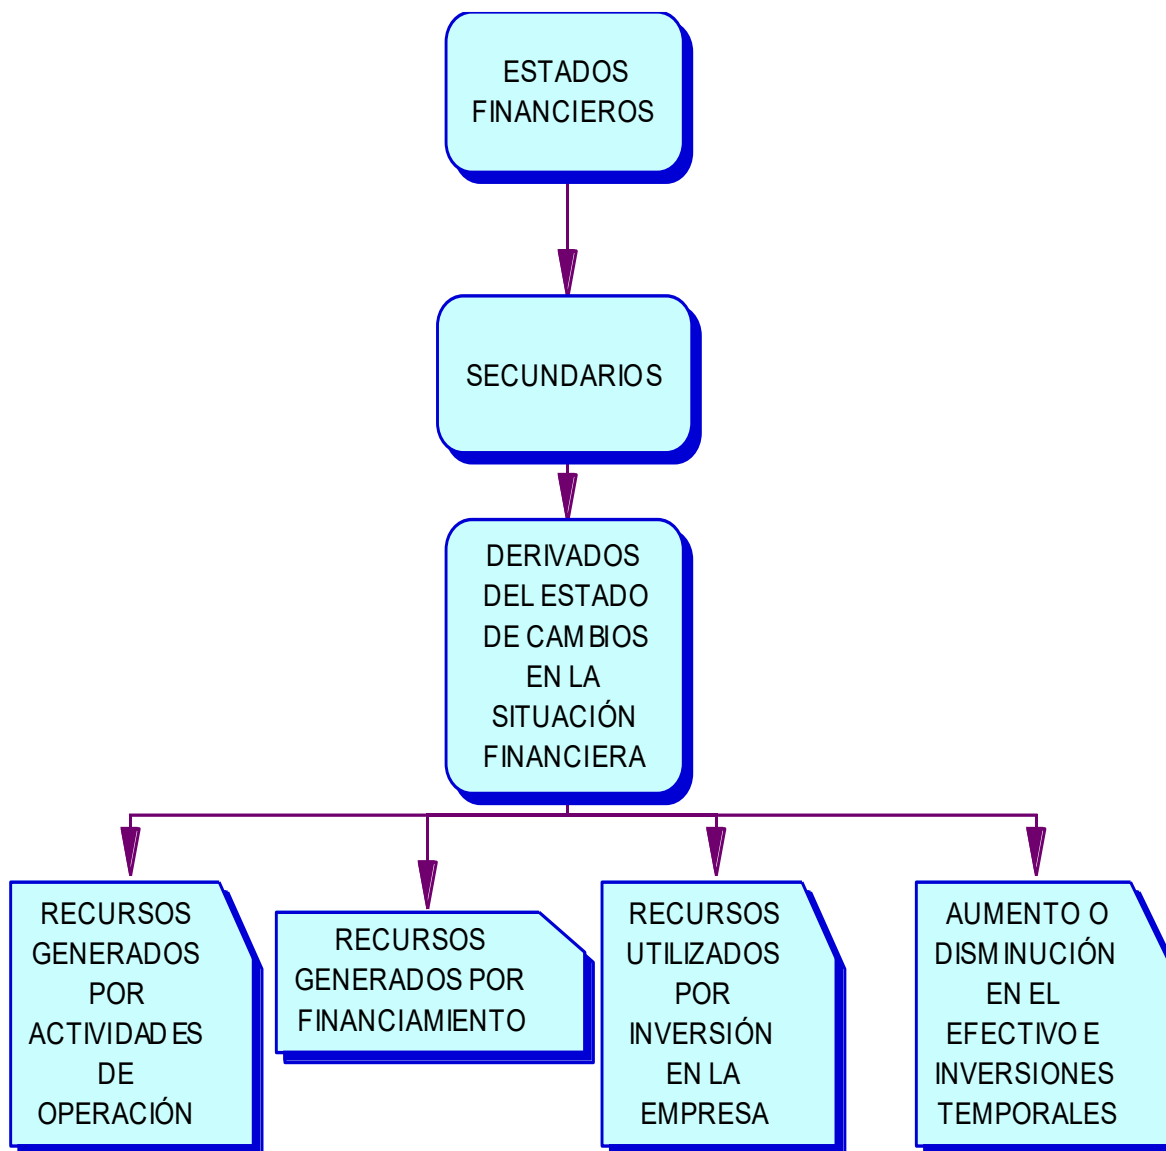 ESTADOS
FINANCIEROS
SECUNDARIOS
DERIVADOS
DEL ESTADO
DE CAMBIOS
EN LA
SITUACIÓN
FINANCIERA
RECURSOS
GENERADOS
POR
ACTIVIDADES
DE
OPERACIÓN
RECURSOS
GENERADOS POR
FINANCIAMIENTO
RECURSOS
UTILIZADOS
POR
INVERSIÓN
EN LA
EMPRESA
AUMENTO O
DISMINUCIÓN
EN EL
EFECTIVO E
INVERSIONES
TEMPORALES